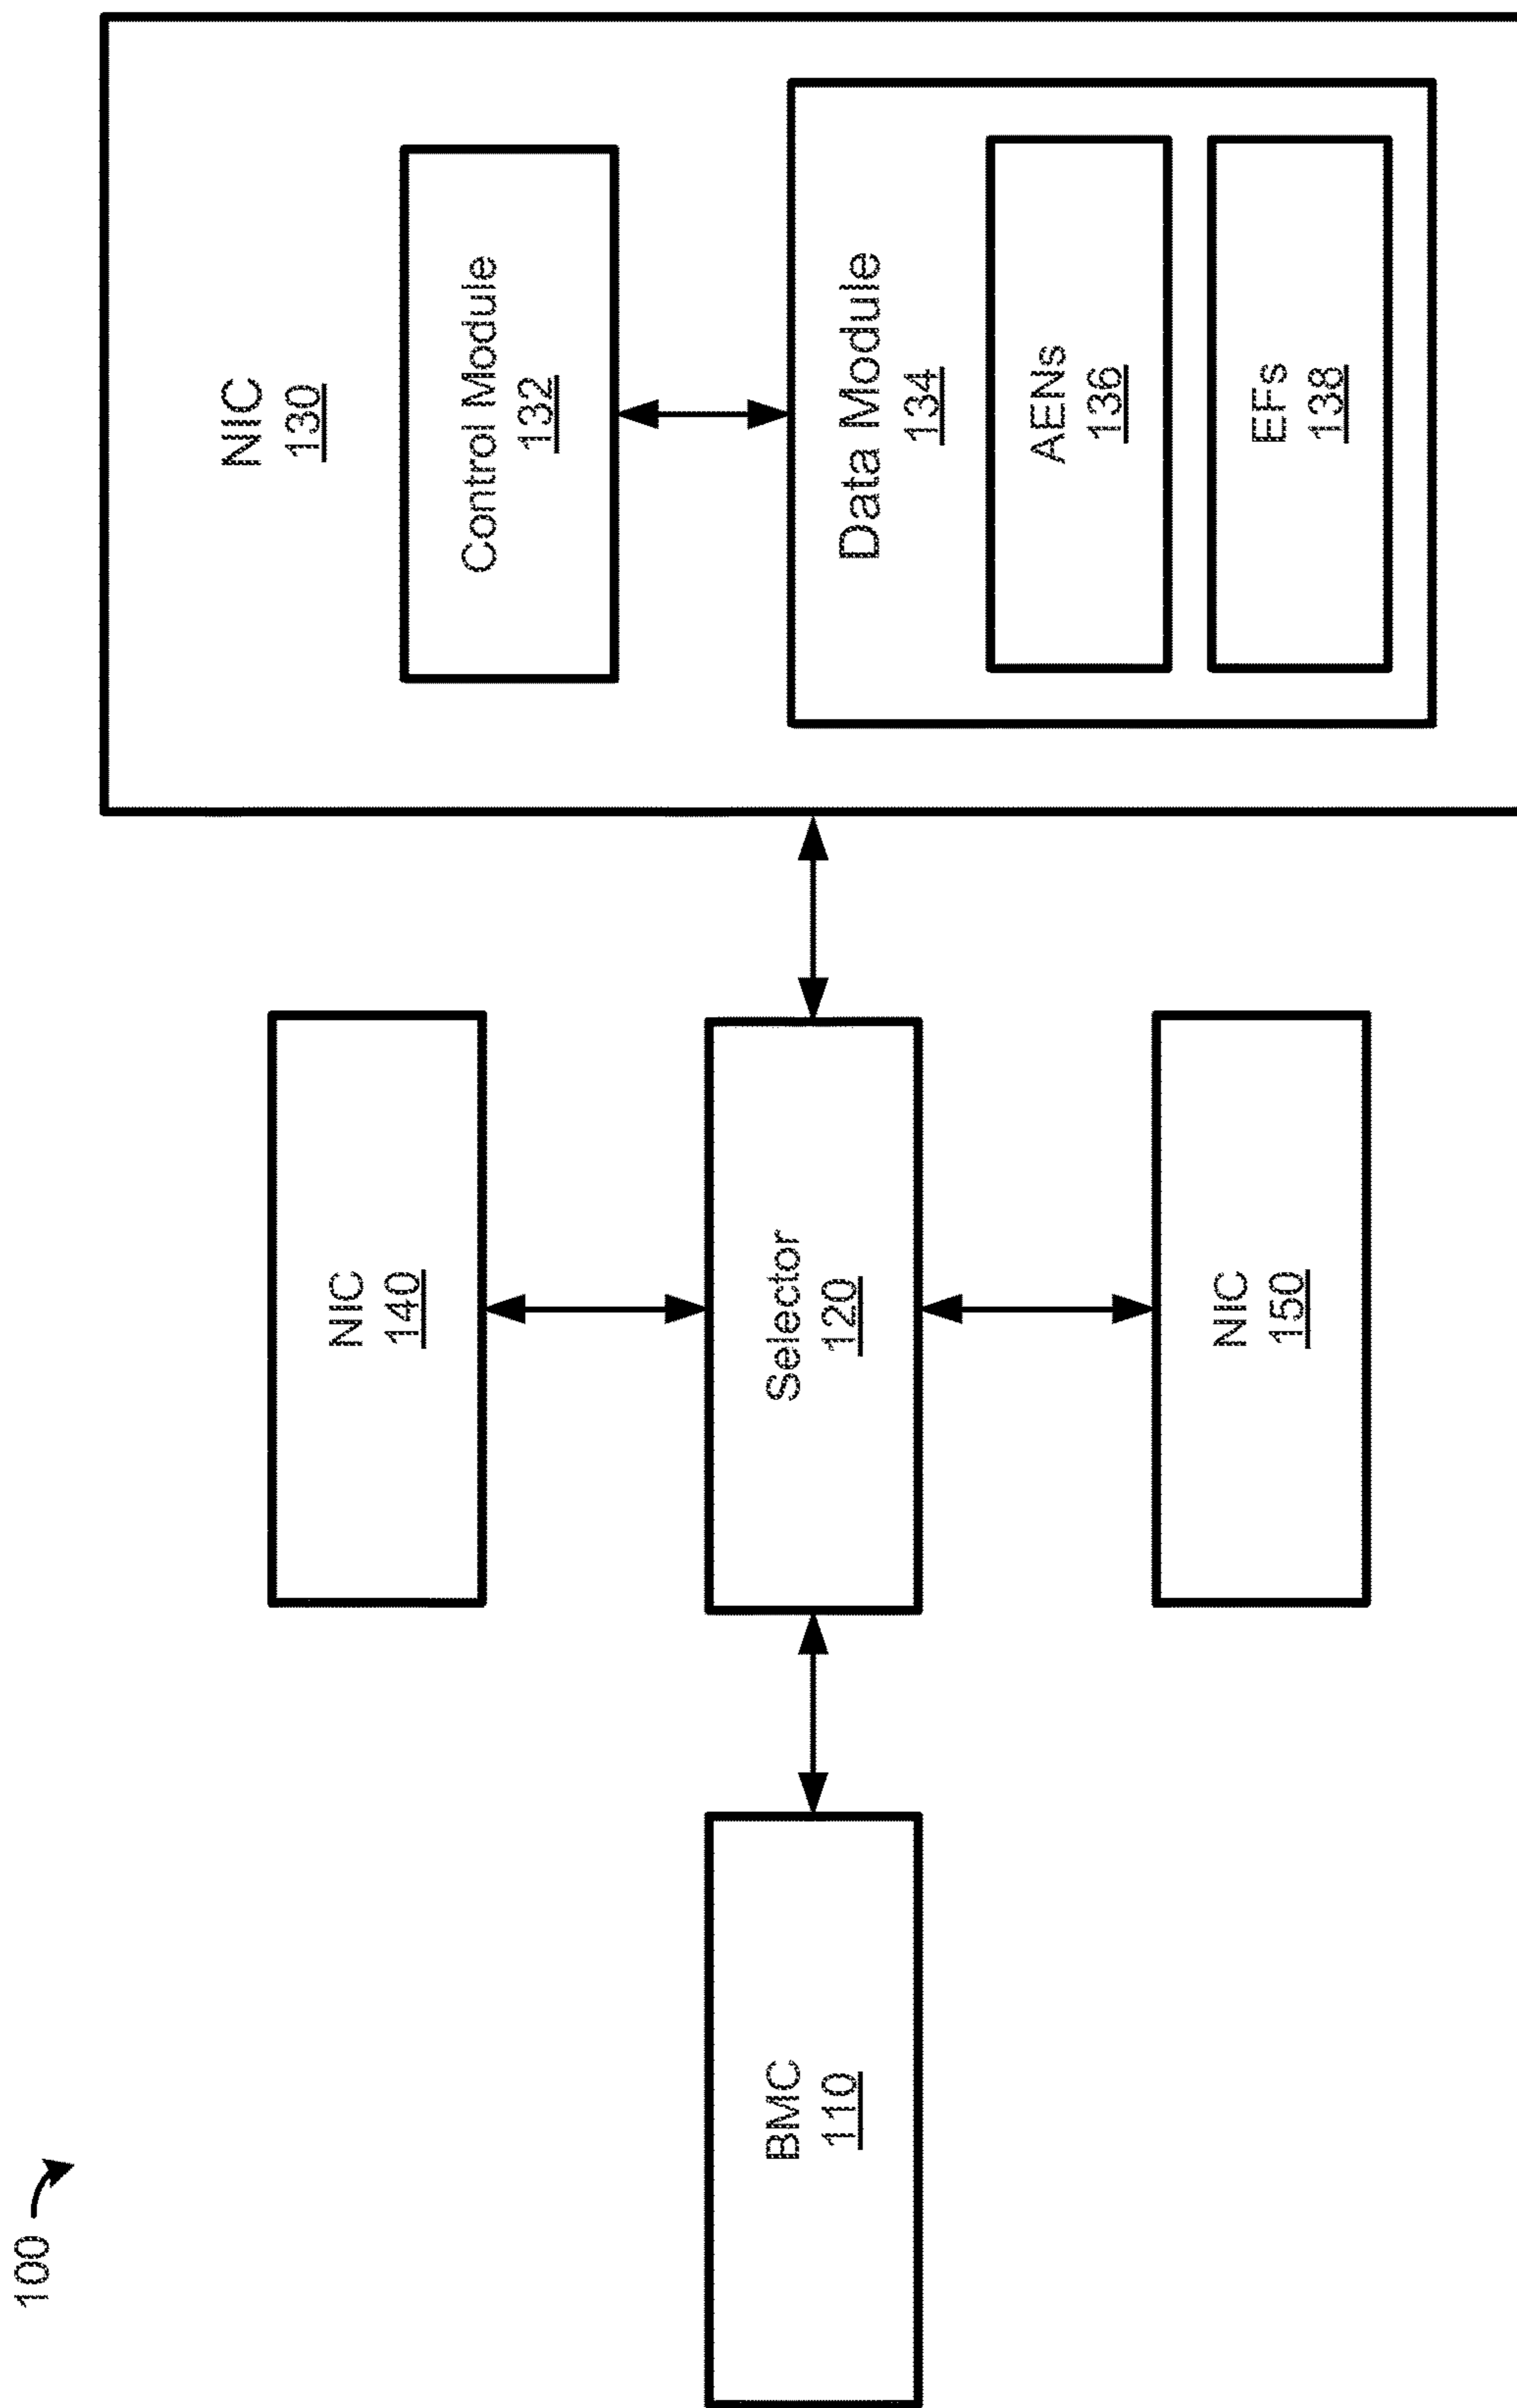 100
BMC
110
NIC
140
Selector
120
NIC
150
NIC
130
Control Module
132
Data Module
134
AENs
136
EFs
138